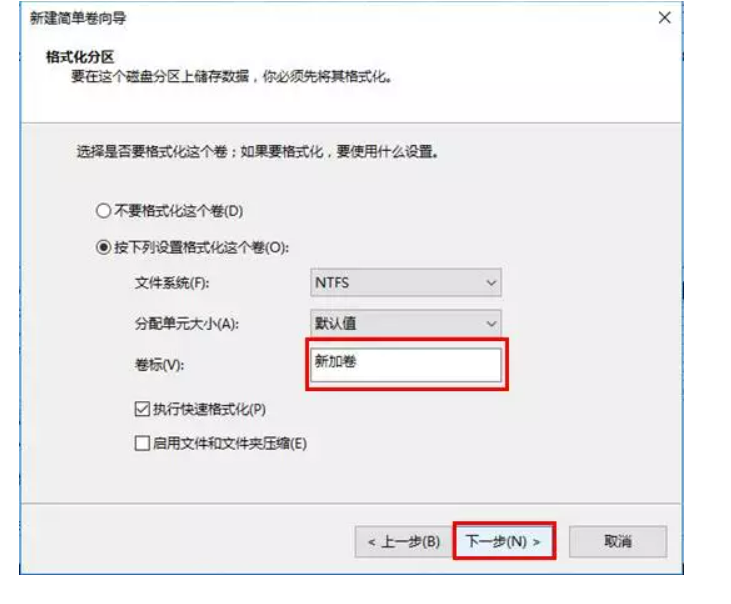 新建简单卷向导
格式化分区
要在这个磁盘分区上储存数据，你必须先将其格式化。
选择是否要格式化这个卷；如果要格式化，要使用什么设置。
不要格式化这个卷(D)
按下列设置格式化这个卷(O):
文件系统(F): NTFS
分配单元大小(A): 默认值
卷标(V): 新加卷
执行快速格式化(P)
启用文件和文件夹压缩(E)
< 上一步(B) 下一步(N) > 取消